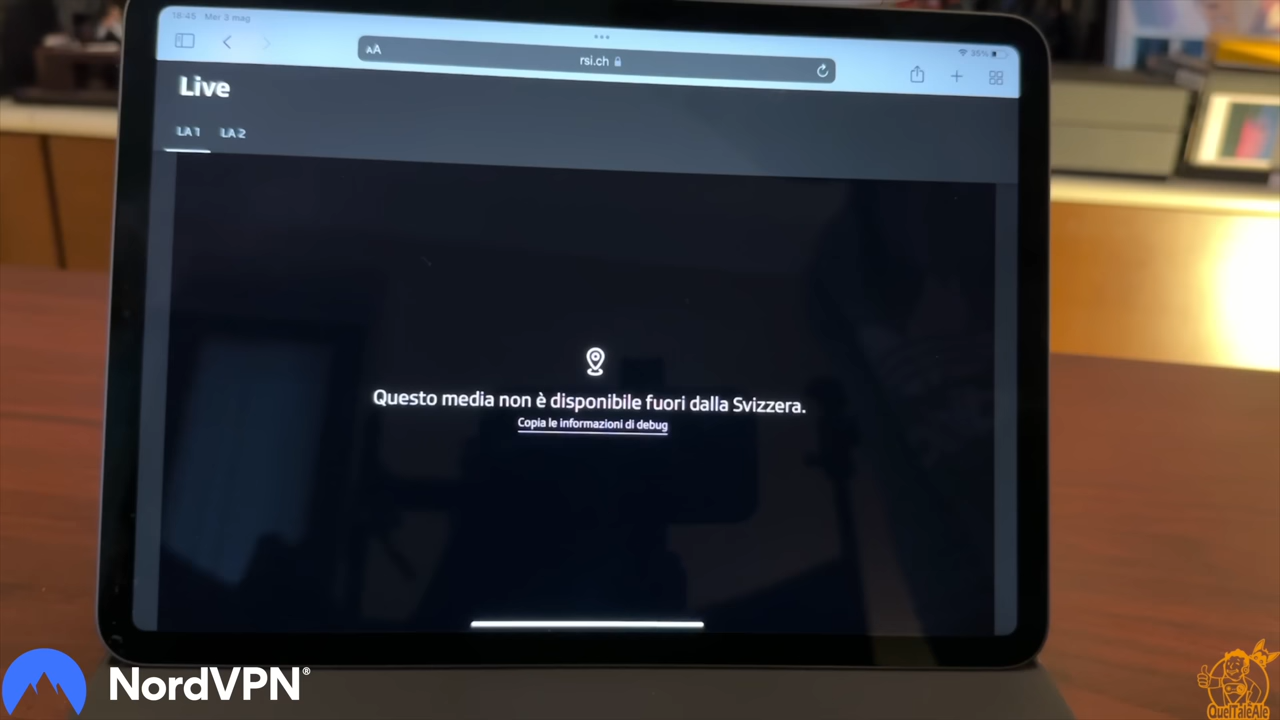 18:45 Mer 3 mag
35%
AA
rsi.ch
Live
LA 1 LA 2
Questo media non è disponibile fuori dalla Svizzera.
Copia le informazioni di debug
NordVPN®
QuelTaleAle